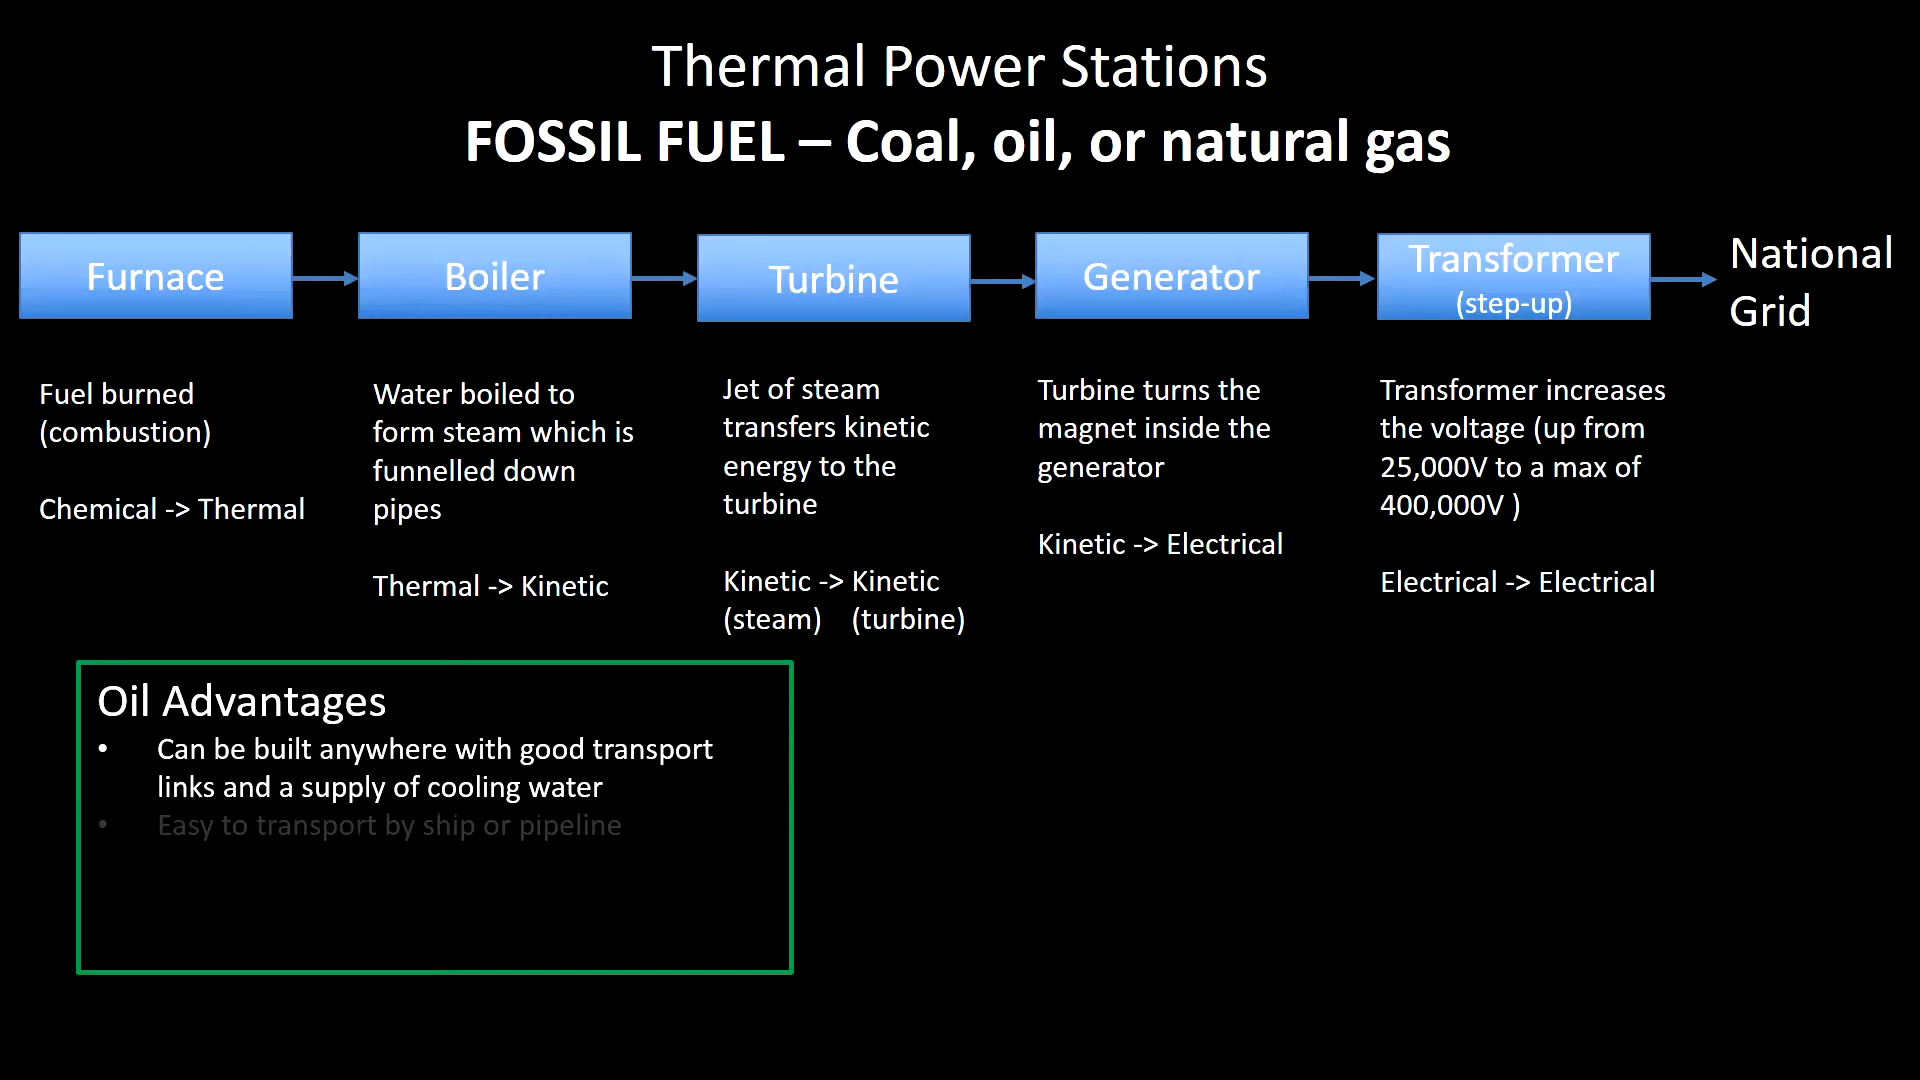 Thermal Power Stations
FOSSIL FUEL – Coal, oil, or natural gas
Furnace
Boiler
Turbine
Generator
Transformer
(step-up)
National
Grid
Fuel burned
(combustion)
Chemical -> Thermal
Water boiled to
form steam which is
funnelled down
pipes
Thermal -> Kinetic
Jet of steam
transfers kinetic
energy to the
turbine
Kinetic -> Kinetic
(steam) (turbine)
Turbine turns the
magnet inside the
generator
Kinetic -> Electrical
Transformer increases
the voltage (up from
25,000V to a max of
400,000V )
Electrical -> Electrical
Oil Advantages
• Can be built anywhere with good transport
links and a supply of cooling water
• Easy to transport by ship or pipeline